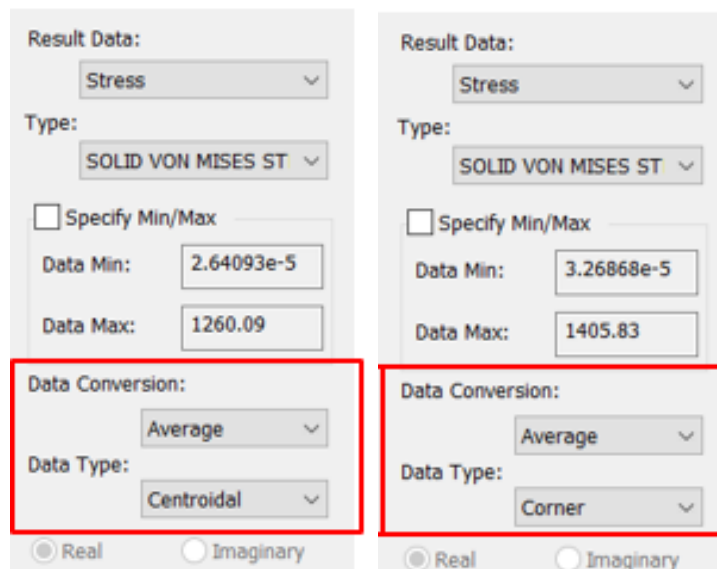 Result Data:
Stress
Type:
SOLID VON MISES ST
Specify Min/Max
Data Min: 2.64093e-5
Data Max: 1260.09
Data Conversion:
Average
Data Type:
Centroidal
Real Imaginary
Result Data:
Stress
Type:
SOLID VON MISES ST
Specify Min/Max
Data Min: 3.26868e-5
Data Max: 1405.83
Data Conversion:
Average
Data Type:
Corner
Real Imaginary